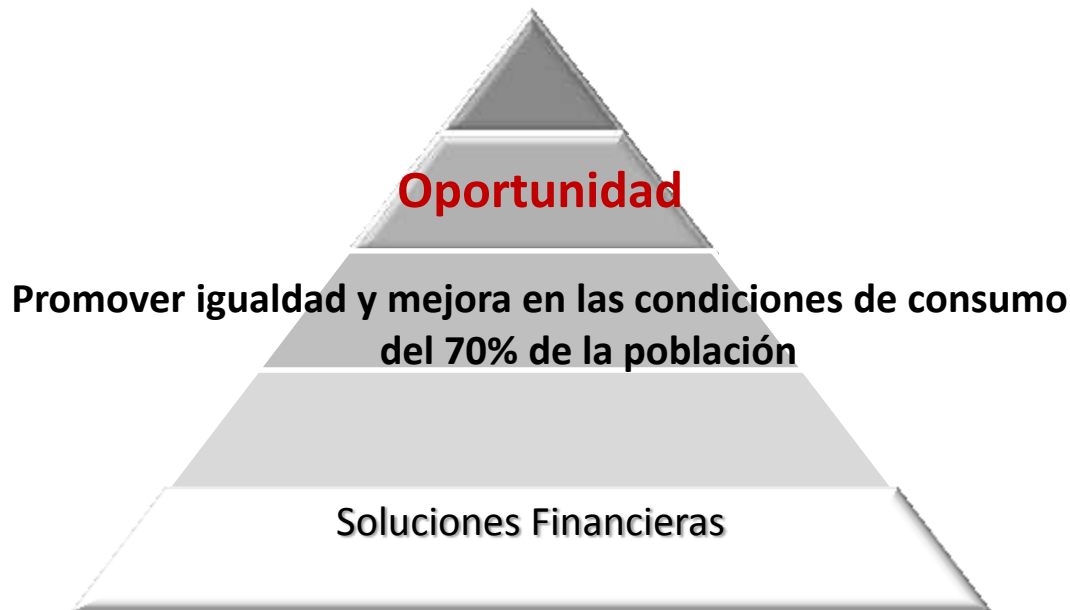 Oportunidad
Promover igualdad y mejora en las condiciones de consumo
del 70% de la población
Soluciones Financieras